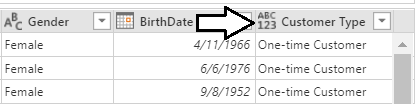 ABC Gender BirthDate ABC 123 Customer Type
Female 4/11/1966 One-time Customer
Female 6/6/1976 One-time Customer
Female 9/8/1952 One-time Customer